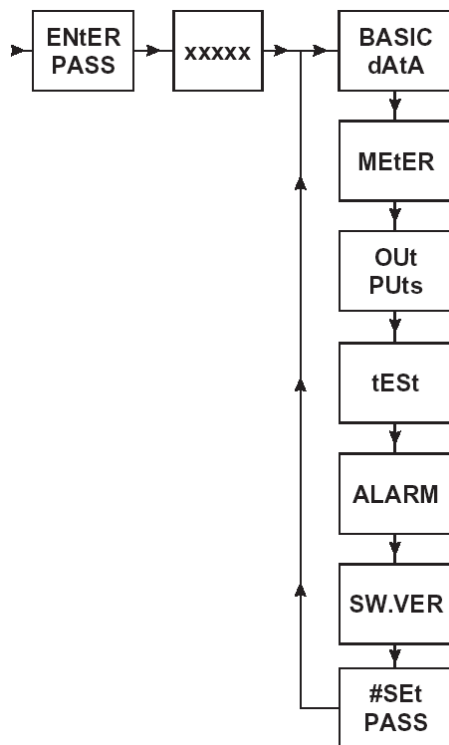 ENtER
PASS
xxxxx
BASIC
dAtA
MEtER
OUt
PUts
tESt
ALARM
SW.VER
#SEt
PASS